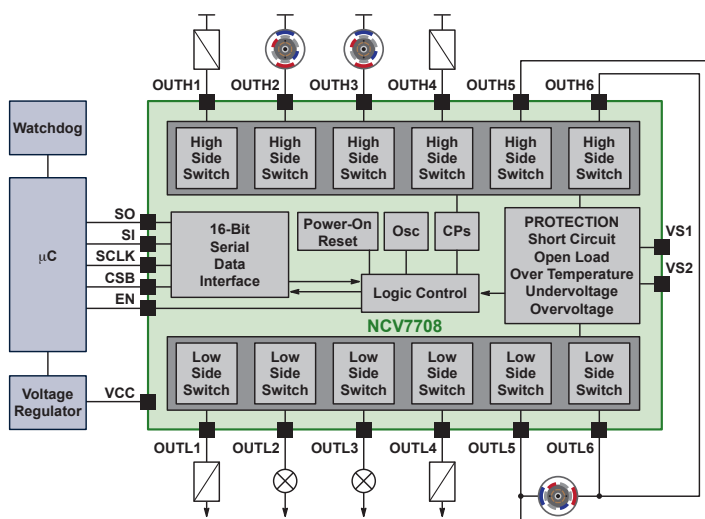 OUTH1
OUTH2
OUTH3
OUTH4
OUTH5
OUTH6
Watchdog
High
Side
Switch
High
Side
Switch
High
Side
Switch
High
Side
Switch
High
Side
Switch
High
Side
Switch
μC
SO
SI
SCLK
CSB
EN
16-Bit
Serial
Data
Interface
Power-On
Reset
Osc
CPs
Logic Control
PROTECTION
Short Circuit
Open Load
Over Temperature
Undervoltage
Overvoltage
VS1
VS2
NCV7708
Voltage
Regulator
VCC
Low
Side
Switch
Low
Side
Switch
Low
Side
Switch
Low
Side
Switch
Low
Side
Switch
Low
Side
Switch
OUTL1
OUTL2
OUTL3
OUTL4
OUTL5
OUTL6